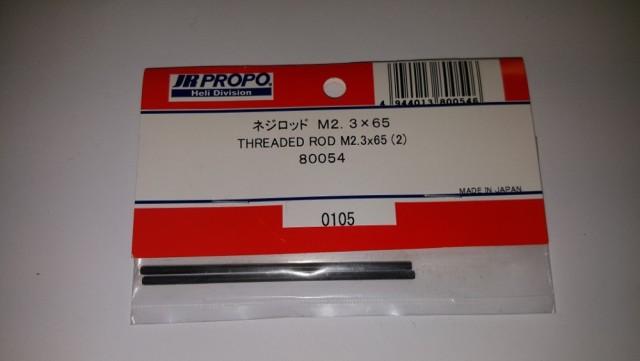 JR PROPO.
Heli Division
4 944013 800546
ネジロッド M2.3×65
THREADED ROD M2.3x65 (2)
80054
MADE IN JAPAN
0105